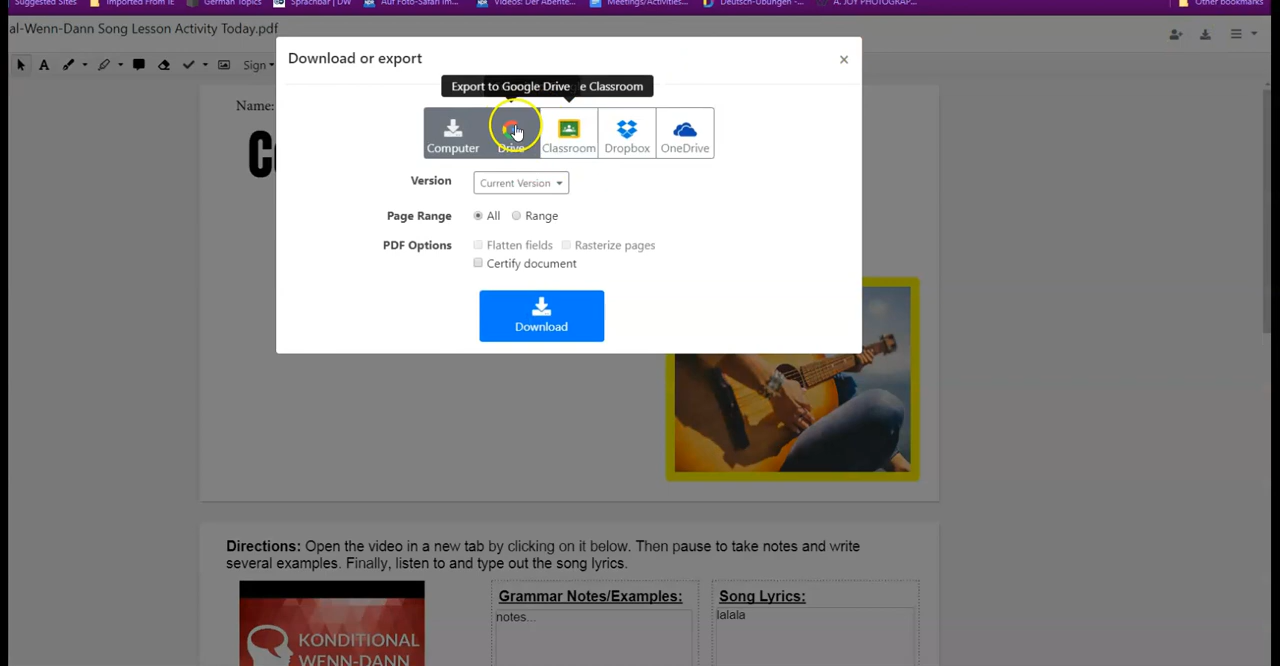 Suggested Sites Imported From IE German Topics Sprachbar | DW Auf Foto-Safari im... Videos: Der Abente... Meetings/Activities... Deutsch-Übungen -... A. JOY PHOTOGRAP... Other bookmarks
al-Wenn-Dann Song Lesson Activity Today.pdf
Download or export
×
Sign
Export to Google Drive e Classroom
Name:
Computer Drive Classroom Dropbox OneDrive
Version Current Version
Page Range All Range
PDF Options Flatten fields Rasterize pages
Certify document
Download
Directions: Open the video in a new tab by clicking on it below. Then pause to take notes and write
several examples. Finally, listen to and type out the song lyrics.
Grammar Notes/Examples: Song Lyrics:
notes... lalala
KONDITIONAL
WENN-DANN